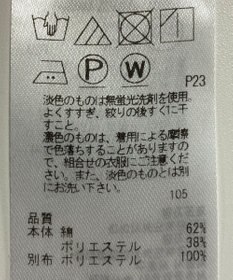 P W P23
淡色のものは無蛍光洗剤を使用。
よくすすぎ、絞りの後すぐに干
すこと。
濃色のものは、着用による摩擦
で色落ちすることがありますの
で、組合せの衣服にご注意くだ
さい。また、淡色のものとは別
にお洗い下さい。
105
品質
本体 綿 62%
ポリエステル 38%
別布 ポリエステル 100%